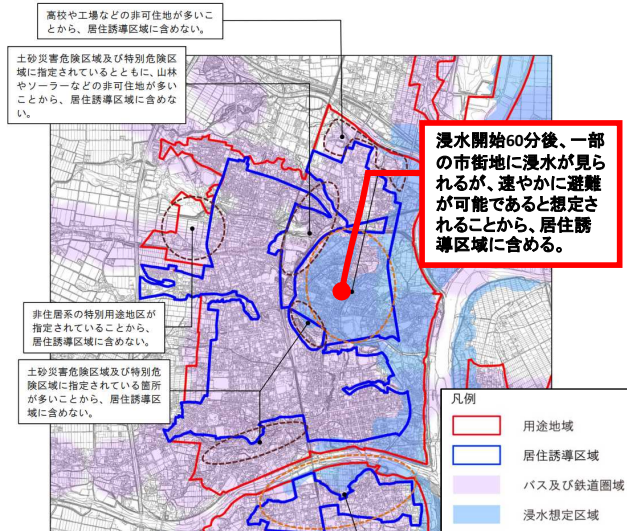 高校や工場などの非可住地が多いこ
とから、居住誘導区域に含めない。
土砂災害危険区域及び特別危険区
域に指定されているとともに、山林
やソーラーなどの非可住地が多い
ことから、居住誘導区域に含めな
い。
浸水開始60分後、一部
の市街地に浸水が見ら
れるが、速やかに避難
が可能であると想定さ
れることから、居住誘
導区域に含める。
非住居系の特別用途地区が
指定されていることから、
居住誘導区域に含めない。
土砂災害危険区域及び特別危
険区域に指定されている箇所
が多いことから、居住誘導区
域に含めない。
凡例
用途地域
居住誘導区域
バス及び鉄道圏域
浸水想定区域